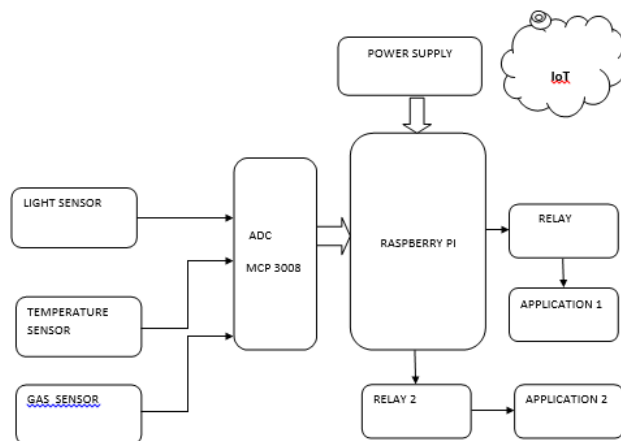 POWER SUPPLY
IoT
LIGHT SENSOR
ADC
MCP 3008
RASPBERRY PI
RELAY
TEMPERATURE
SENSOR
APPLICATION 1
GAS SENSOR
RELAY 2
APPLICATION 2